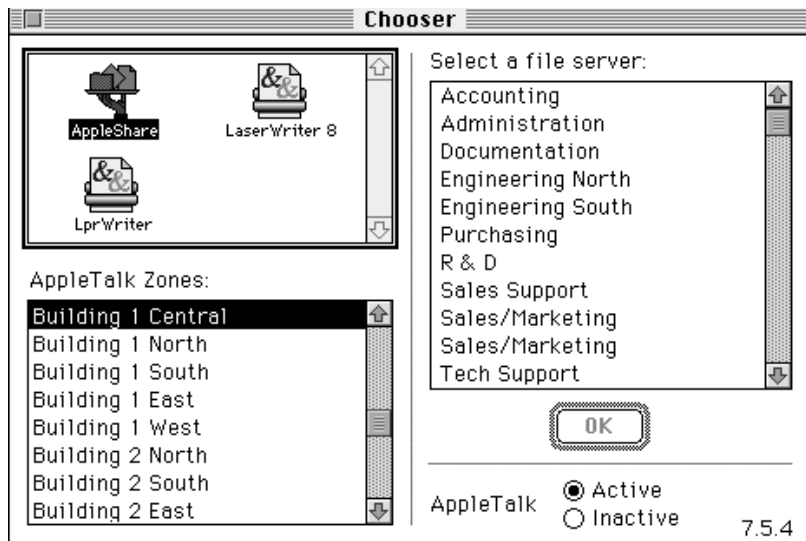 Chooser
AppleShare
LaserWriter 8
LprWriter
AppleTalk Zones:
Building 1 Central
Building 1 North
Building 1 South
Building 1 East
Building 1 West
Building 2 North
Building 2 South
Building 2 East
Select a file server:
Accounting
Administration
Documentation
Engineering North
Engineering South
Purchasing
R & D
Sales Support
Sales/Marketing
Sales/Marketing
Tech Support
OK
AppleTalk
Active
Inactive
7.5.4